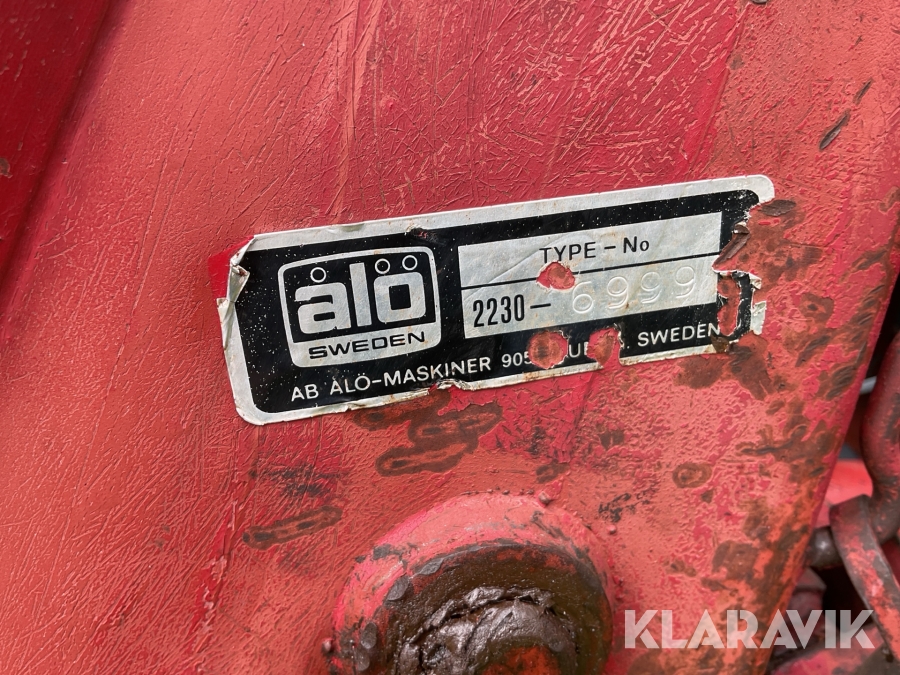 ålö
SWEDEN
TYPE – No
2230– 6999
AB ÅLÖ-MASKINER 905 SWEDEN
KLARAVIK